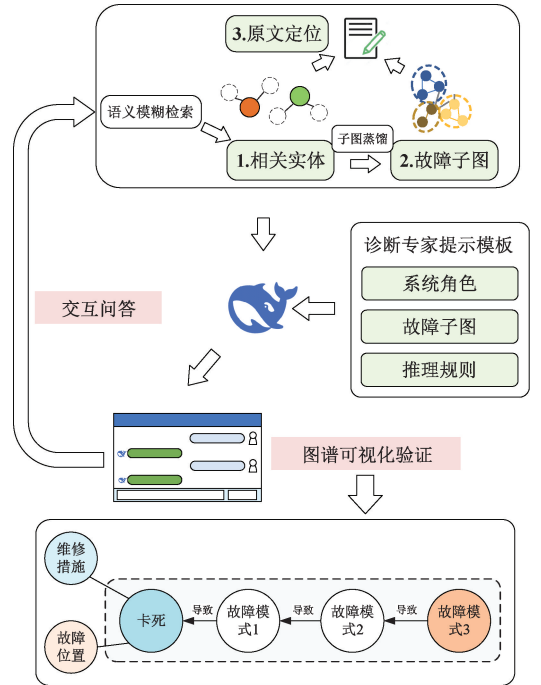 3.原文定位
语义模糊检索
子图蒸馏
1.相关实体
2.故障子图
诊断专家提示模板
系统角色
故障子图
推理规则
交互问答
图谱可视化验证
维修
措施
卡死
导致
故障模
式1
导致
故障模
式2
导致
故障模
式3
故障
位置